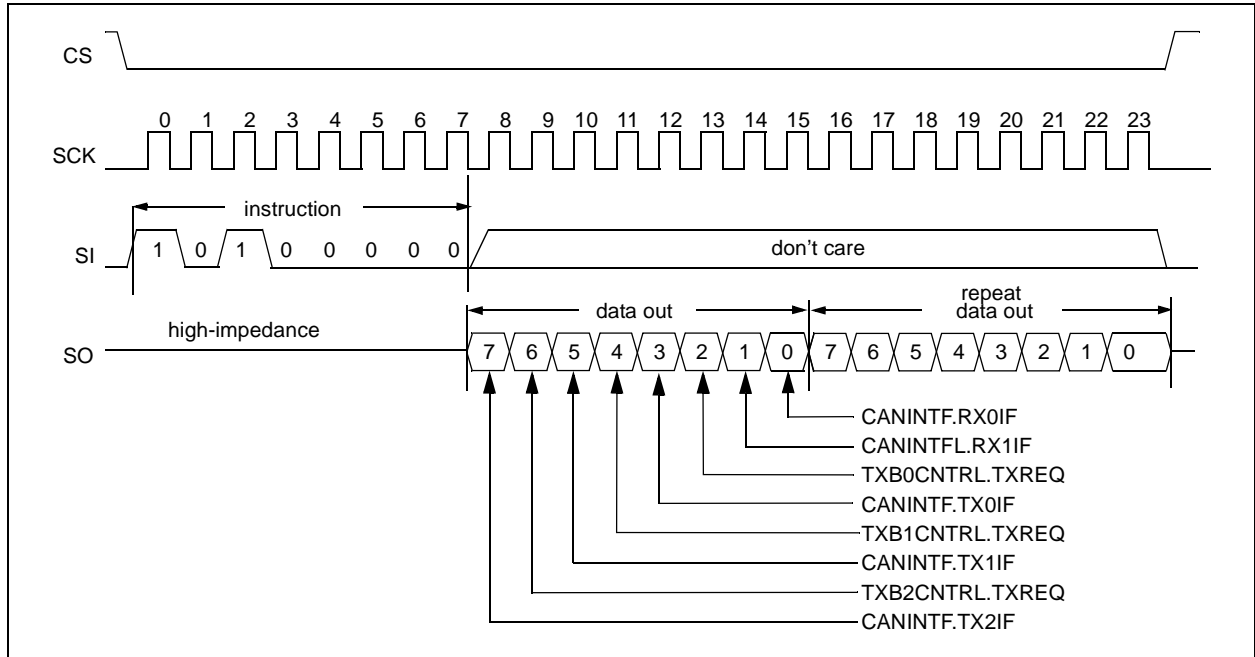 CS
0 1 2 3 4 5 6 7 8 9 10 11 12 13 14 15 16 17 18 19 20 21 22 23
SCK
instruction
SI 1 0 1 0 0 0 0 0 don't care
repeat
data out data out
high-impedance
SO 7 6 5 4 3 2 1 0 7 6 5 4 3 2 1 0
CANINTF.RX0IF
CANINTFL.RX1IF
TXB0CNTRL.TXREQ
CANINTF.TX0IF
TXB1CNTRL.TXREQ
CANINTF.TX1IF
TXB2CNTRL.TXREQ
CANINTF.TX2IF